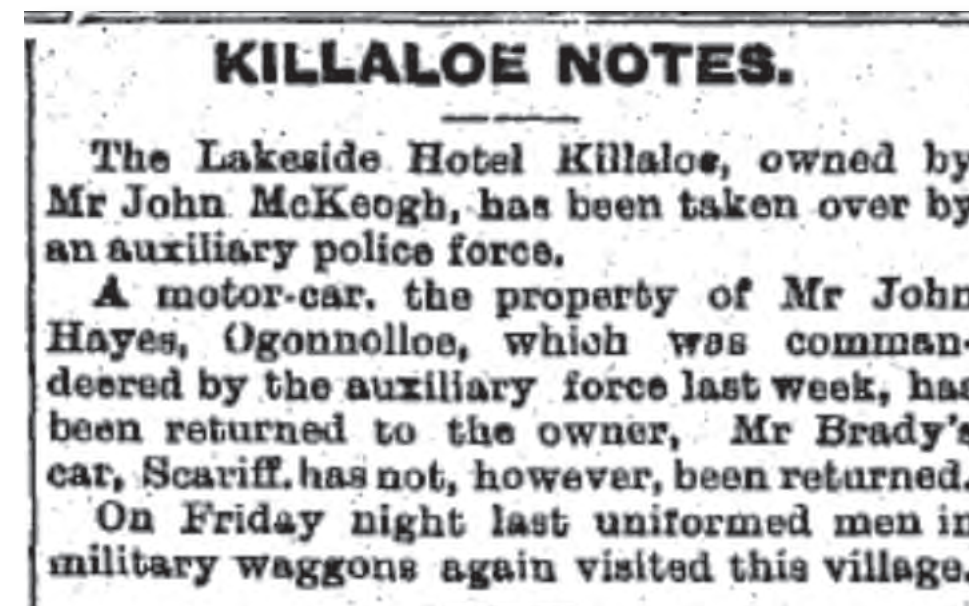 KILLALOE NOTES.
The Lakeside Hotel Killaloe, owned by
Mr John McKeogh, has been taken over by
an auxiliary police force.
A motor-car, the property of Mr John
Hayes, Ogonnolloe, which was comman-
deered by the auxiliary force last week, has
been returned to the owner, Mr Brady's
car, Scariff, has not, however, been returned.
On Friday night last uniformed men in
military waggons again visited this village.